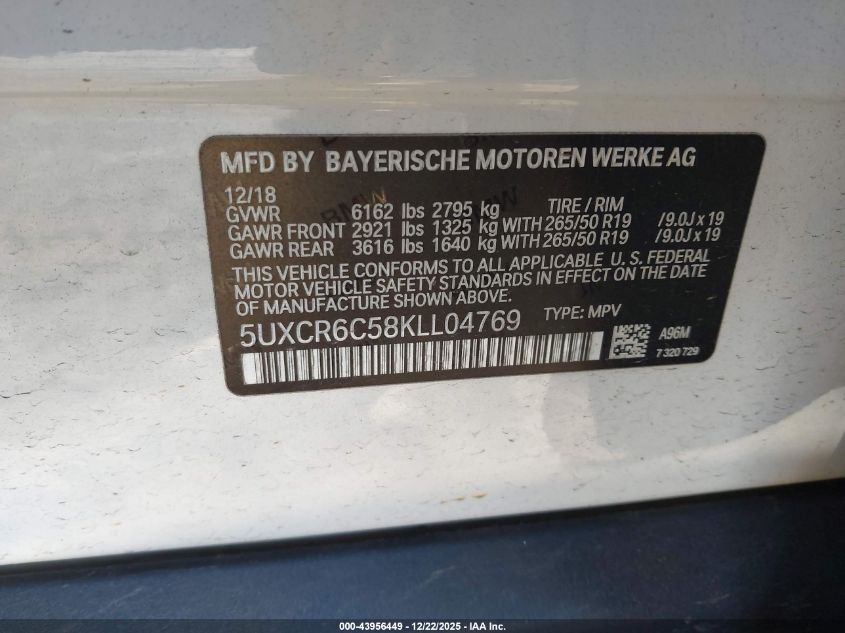 MFD BY BAYERISCHE MOTOREN WERKE AG
12/18 TIRE / RIM
GVWR 6162 lbs 2795 kg
GAWR FRONT 2921 lbs 1325 kg WITH 265/50 R19 /9.0J x 19
GAWR REAR 3616 lbs 1640 kg WITH 265/50 R19 /9.0J x 19
THIS VEHICLE CONFORMS TO ALL APPLICABLE U. S. FEDERAL
MOTOR VEHICLE SAFETY STANDARDS IN EFFECT ON THE DATE
OF MANUFACTURE SHOWN ABOVE.
5UXCR6C58KLL04769 TYPE: MPV
A96M
7 320 729
000-43956449 - 12/22/2025 - IAA Inc.